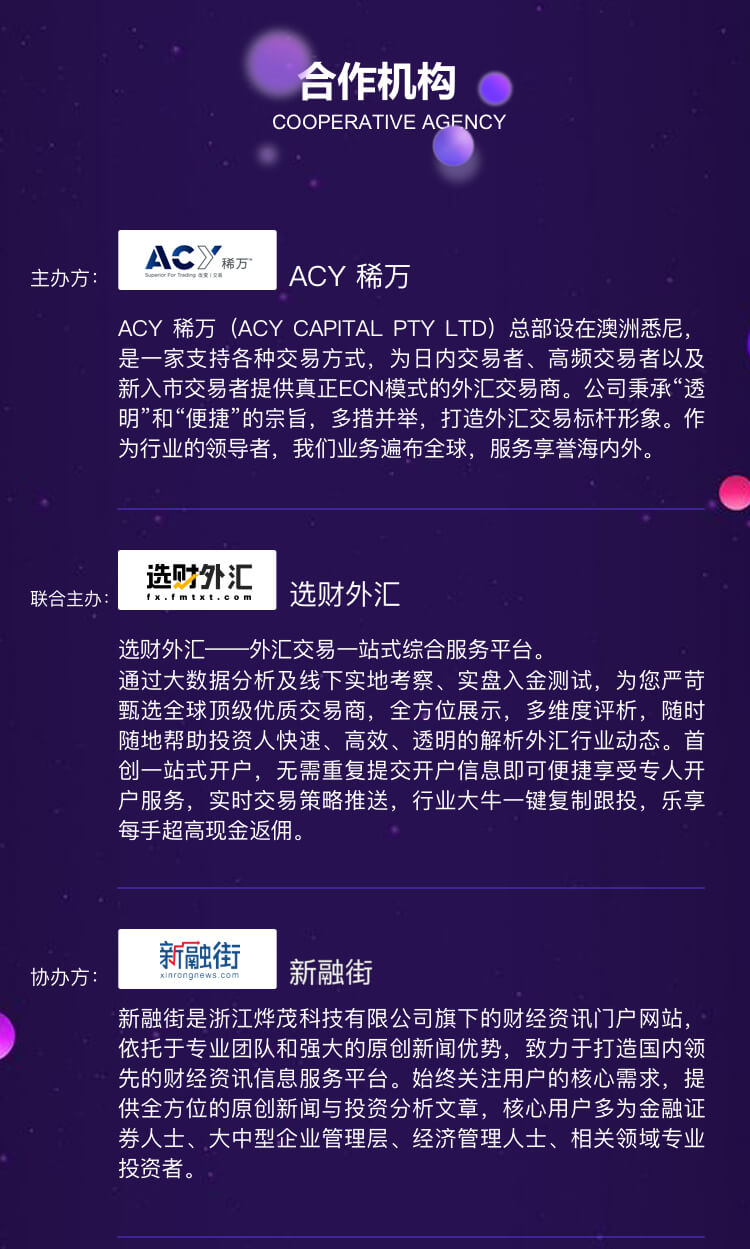 合作机构
COOPERATIVE AGENCY
主办方：
ACY 稀万™
Superior For Trading 改变 | 交易
ACY 稀万
ACY 稀万（ACY CAPITAL PTY LTD）总部设在澳洲悉尼，
是一家支持各种交易方式，为日内交易者、高频交易者以及
新入市交易者提供真正ECN模式的外汇交易商。公司秉承“透
明”和“便捷”的宗旨，多措并举，打造外汇交易标杆形象。作
为行业的领导者，我们业务遍布全球，服务享誉海内外。
联合主办：
选财外汇
fx.fmtxt.com
选财外汇
选财外汇——外汇交易一站式综合服务平台。
通过大数据分析及线下实地考察、实盘入金测试，为您严苛
甄选全球顶级优质交易商，全方位展示，多维度评析，随时
随地帮助投资人快速、高效、透明的解析外汇行业动态。首
创一站式开户，无需重复提交开户信息即可便捷享受专人开
户服务，实时交易策略推送，行业大牛一键复制跟投，乐享
每手超高现金返佣。
协办方：
新融街
xinrongnews.com
新融街
新融街是浙江烨茂科技有限公司旗下的财经资讯门户网站，
依托于专业团队和强大的原创新闻优势，致力于打造国内领
先的财经资讯信息服务平台。始终关注用户的核心需求，提
供全方位的原创新闻与投资分析文章，核心用户多为金融证
券人士、大中型企业管理层、经济管理人士、相关领域专业
投资者。